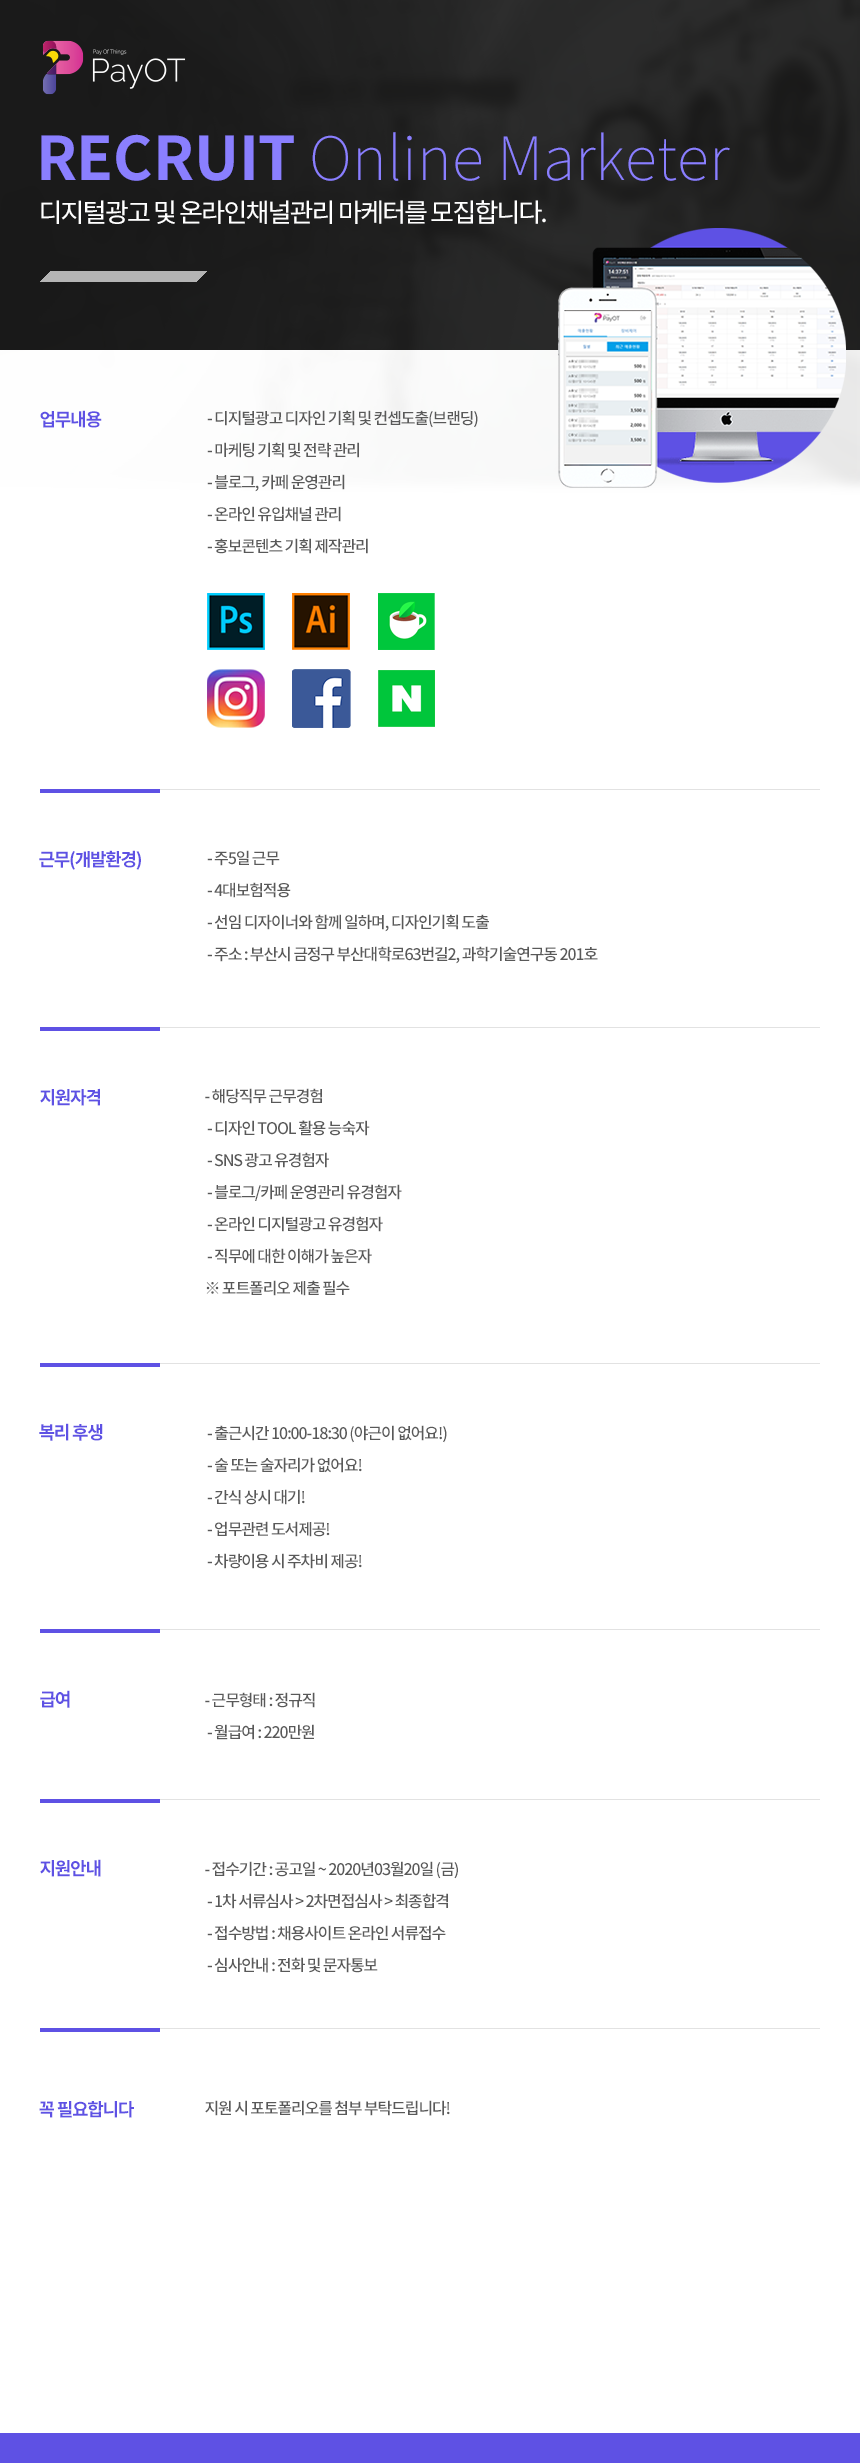 Pay Of Things
PayOT
RECRUIT Online Marketer
디지털광고 및 온라인채널관리 마케터를 모집합니다.
14:37:51
PayOT
500
500
500
3,500
2,000
3,500
업무내용
- 디지털광고 디자인 기획 및 컨셉도출(브랜딩)
- 마케팅 기획 및 전략 관리
- 블로그, 카페 운영관리
- 온라인 유입채널 관리
- 홍보콘텐츠 기획 제작관리
Ps Ai
N
근무(개발환경)
- 주5일 근무
- 4대보험적용
- 선임 디자이너와 함께 일하며, 디자인기획 도출
- 주소 : 부산시 금정구 부산대학로63번길2, 과학기술연구동 201호
지원자격
- 해당직무 근무경험
- 디자인 TOOL 활용 능숙자
- SNS 광고 유경험자
- 블로그/카페 운영관리 유경험자
- 온라인 디지털광고 유경험자
- 직무에 대한 이해가 높은자
※ 포트폴리오 제출 필수
복리 후생
- 출근시간 10:00-18:30 (야근이 없어요!)
- 술 또는 술자리가 없어요!
- 간식 상시 대기!
- 업무관련 도서제공!
- 차량이용 시 주차비 제공!
급여
- 근무형태 : 정규직
- 월급여 : 220만원
지원안내
- 접수기간 : 공고일 ~ 2020년03월20일 (금)
- 1차 서류심사 > 2차면접심사 > 최종합격
- 접수방법 : 채용사이트 온라인 서류접수
- 심사안내 : 전화 및 문자통보
꼭 필요합니다
지원 시 포토폴리오를 첨부 부탁드립니다!